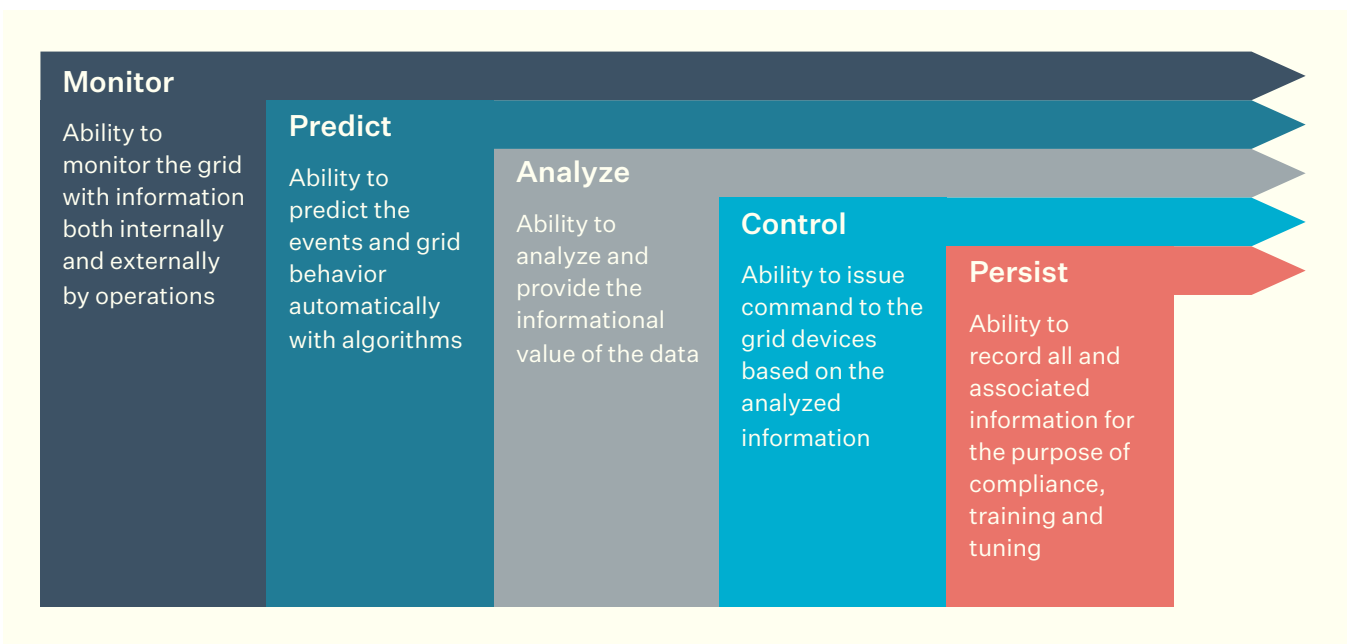 Monitor
Ability to
monitor the grid
with information
both internally
and externally
by operations
Predict
Ability to
predict the
events and grid
behavior
automatically
with algorithms
Analyze
Ability to
analyze and
provide the
informational
value of the data
Control
Ability to issue
command to the
grid devices
based on the
analyzed
information
Persist
Ability to
record all and
associated
information for
the purpose of
compliance,
training and
tuning